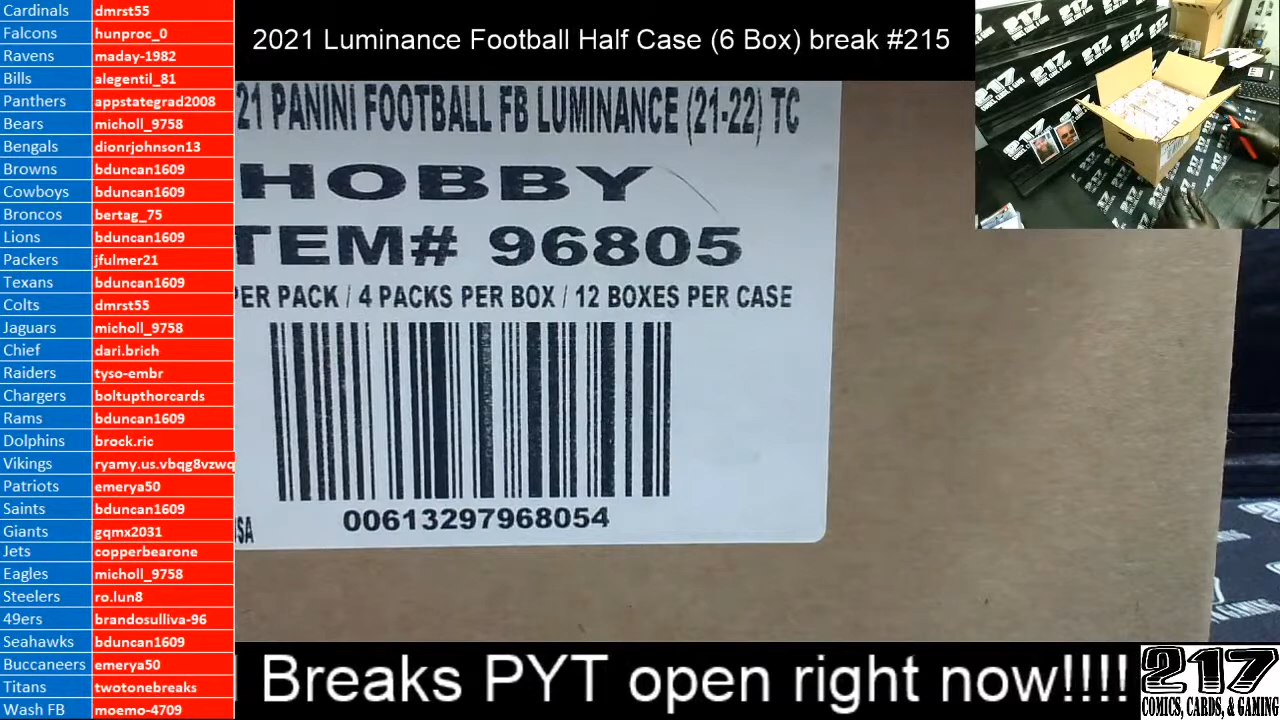 Cardinals dmrst55
Falcons hunproc_0
Ravens maday-1982
Bills alegentil_81
Panthers appstategrad2008
Bears micholl_9758
Bengals dionrjohnson13
Browns bduncan1609
Cowboys bduncan1609
Broncos bertag_75
Lions bduncan1609
Packers jfulmer21
Texans bduncan1609
Colts dmrst55
Jaguars micholl_9758
Chief dari.brich
Raiders tyso-embr
Chargers boltupthorcards
Rams bduncan1609
Dolphins brock.ric
Vikings ryamy.us.vbqg8vzwq
Patriots emerya50
Saints bduncan1609
Giants gqmx2031
Jets copperbearone
Eagles micholl_9758
Steelers ro.lun8
49ers brandosulliva-96
Seahawks bduncan1609
Buccaneers emerya50
Titans twotonebreaks
Wash FB moemo-4709
2021 Luminance Football Half Case (6 Box) break #215
21 PANINI FOOTBALL FB LUMINANCE (21-22) TC
HOBBY
TEM# 96805
PER PACK / 4 PACKS PER BOX / 12 BOXES PER CASE
00613297968054
SA
Breaks PYT open right now!!!!
217
COMICS, CARDS, & GAMING
217
217